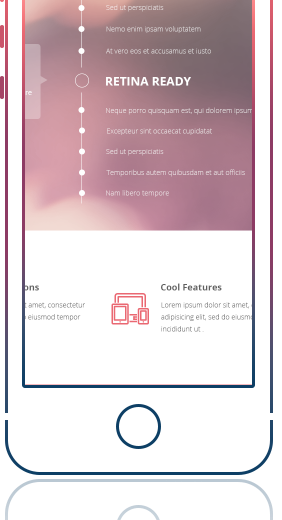 Sed ut perspiciatis
Nemo enim ipsam voluptatem
At vero eos et accusamus et iusto
RETINA READY
Neque porro quisquam est, qui dolorem ipsum
Excepteur sint occaecat cupidatat
Sed ut perspiciatis
Temporibus autem quibusdam et aut officiis
Nam libero tempore
ons
amet, consectetur
eiusmod tempor
Cool Features
Lorem ipsum dolor sit amet,
adipisicing elit, sed do eiusmo
incididunt ut